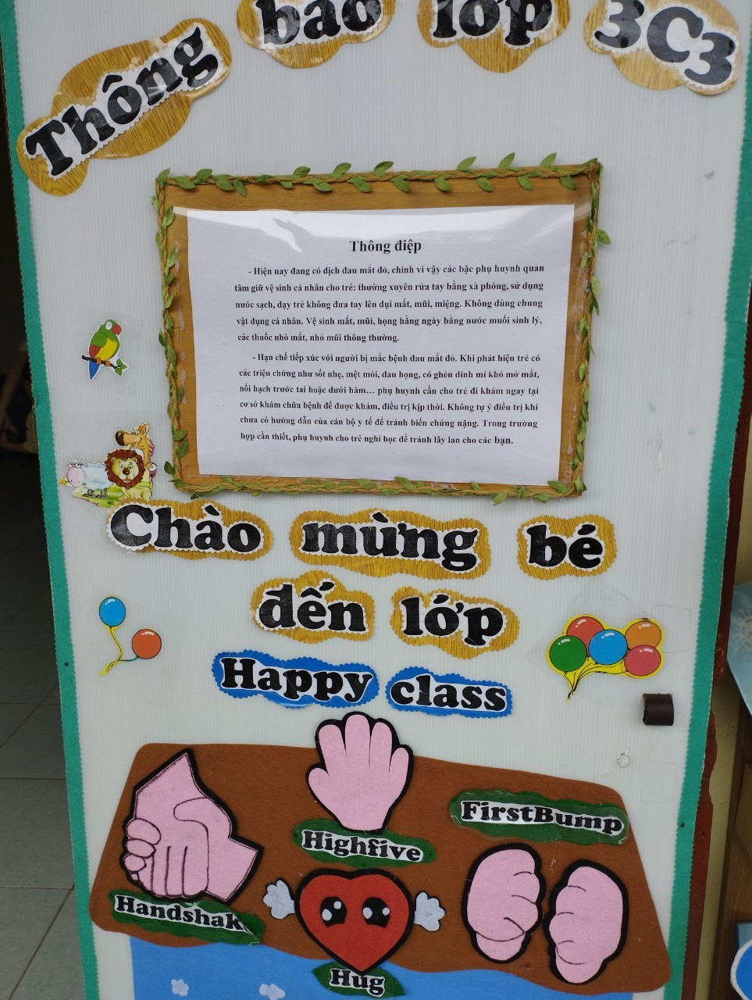 Thông báo lớp 3C3
Thông điệp
- Hiện nay đang có dịch đau mắt đỏ, chính vì vậy các bậc phụ huynh quan
tâm giữ vệ sinh cá nhân cho trẻ: thường xuyên rửa tay bằng xà phòng, sử dụng
nước sạch, dạy trẻ không đưa tay lên dụi mắt, mũi, miệng. Không dùng chung
vật dụng cá nhân. Vệ sinh mắt, mũi, họng hằng ngày bằng nước muối sinh lý,
các thuốc nhỏ mắt, nhỏ mũi thông thường.
- Hạn chế tiếp xúc với người bị mắc bệnh đau mắt đỏ. Khi phát hiện trẻ có
các triệu chứng như sốt nhẹ, mệt mỏi, đau họng, có ghèn dính mí khó mở mắt,
nổi hạch trước tai hoặc dưới hàm... phụ huynh cần cho trẻ đi khám ngay tại
cơ sở khám chữa bệnh để được khám, điều trị kịp thời. Không tự ý điều trị khi
chưa có hướng dẫn của cán bộ y tế để tránh biến chứng nặng. Trong trường
hợp cần thiết, phụ huynh cho trẻ nghỉ học để tránh lây lan cho các bạn.
Chào mừng bé
đến lớp
Happy class
FirstBump
Highfive
Handshak
Hug